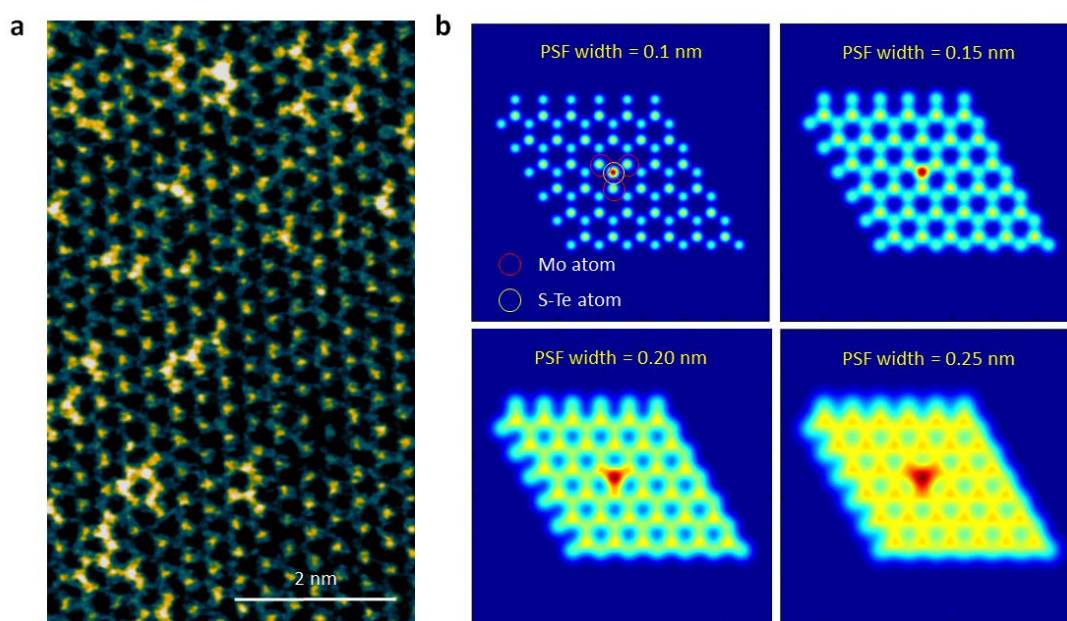 a
b
PSF width = 0.1 nm
PSF width = 0.15 nm
Mo atom
S-Te atom
PSF width = 0.20 nm
PSF width = 0.25 nm
2 nm